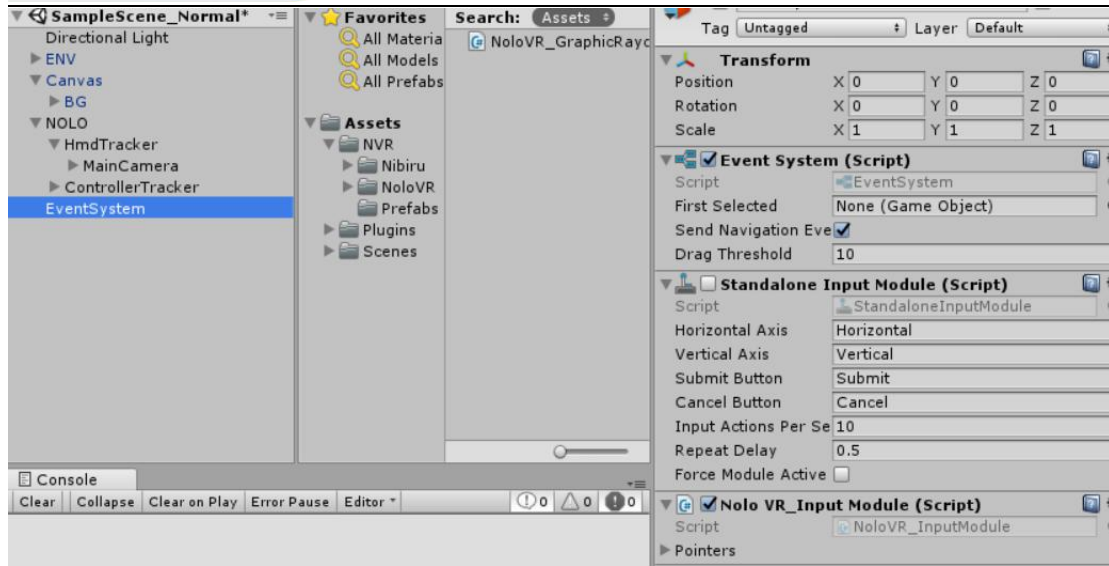 SampleScene_Normal*
Directional Light
ENV
Canvas
BG
NOLO
HmdTracker
MainCamera
ControllerTracker
EventSystem
Favorites
All Materia
All Models
All Prefabs
Assets
NVR
Nibiru
NoloVR
Prefabs
Plugins
Scenes
Search: Assets
NoloVR_GraphicRayc
Console
Clear Collapse Clear on Play Error Pause Editor 0 0 0
Tag Untagged Layer Default
Transform
Position X 0 Y 0 Z 0
Rotation X 0 Y 0 Z 0
Scale X 1 Y 1 Z 1
Event System (Script)
Script EventSystem
First Selected None (Game Object)
Send Navigation Eve
Drag Threshold 10
Standalone Input Module (Script)
Script StandaloneInputModule
Horizontal Axis Horizontal
Vertical Axis Vertical
Submit Button Submit
Cancel Button Cancel
Input Actions Per Se 10
Repeat Delay 0.5
Force Module Active
Nolo VR_Input Module (Script)
Script NoloVR_InputModule
Pointers